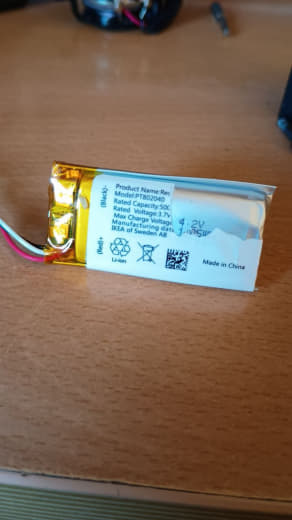 (Black)-
Product Name:Rec
Model:PT802040
Rated Capacity:500
Rated Voltage:3.7V
Max Charge Voltage
4.2V
Manufacturing date
IKEA of Sweden AB
(Red)+
Li-ion
Made in China